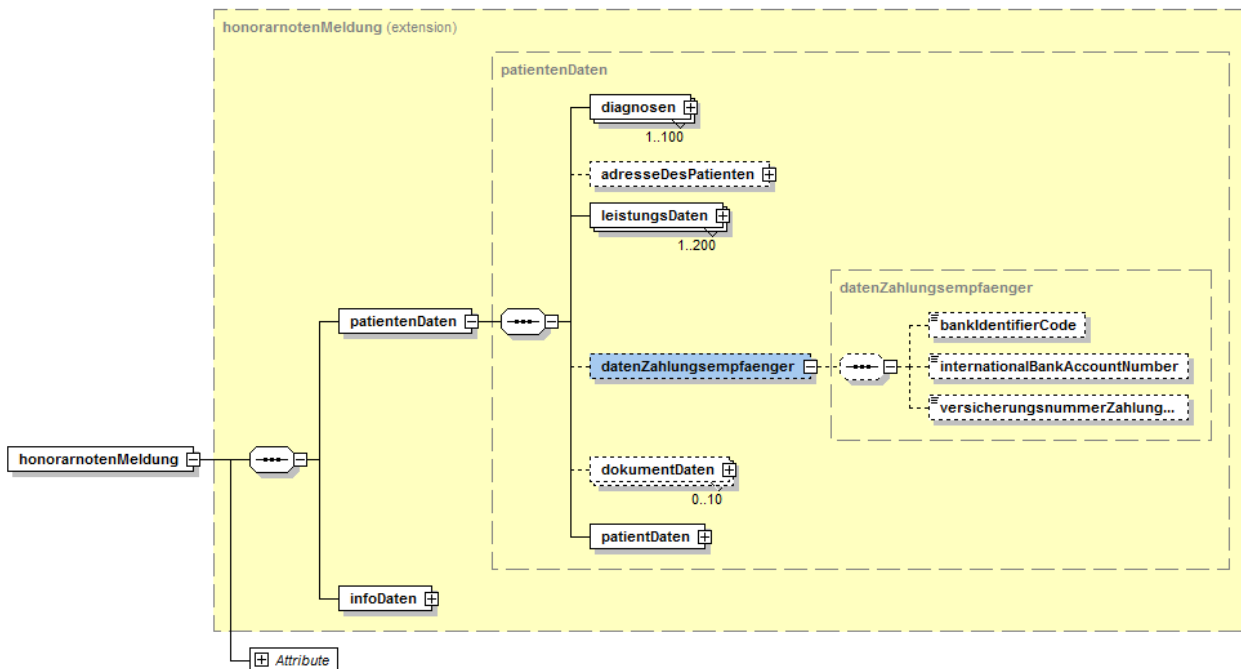 honorarnotenMeldung (extension)
patientenDaten
diagnosen
1..100
adresseDesPatienten
leistungsDaten
1..200
datenZahlungsempfaenger
bankIdentifierCode
patientenDaten
datenZahlungsempfaenger
internationalBankAccountNumber
versicherungsnummerZahlung...
honorarnotenMeldung
dokumentDaten
0..10
patientDaten
infoDaten
Attribute